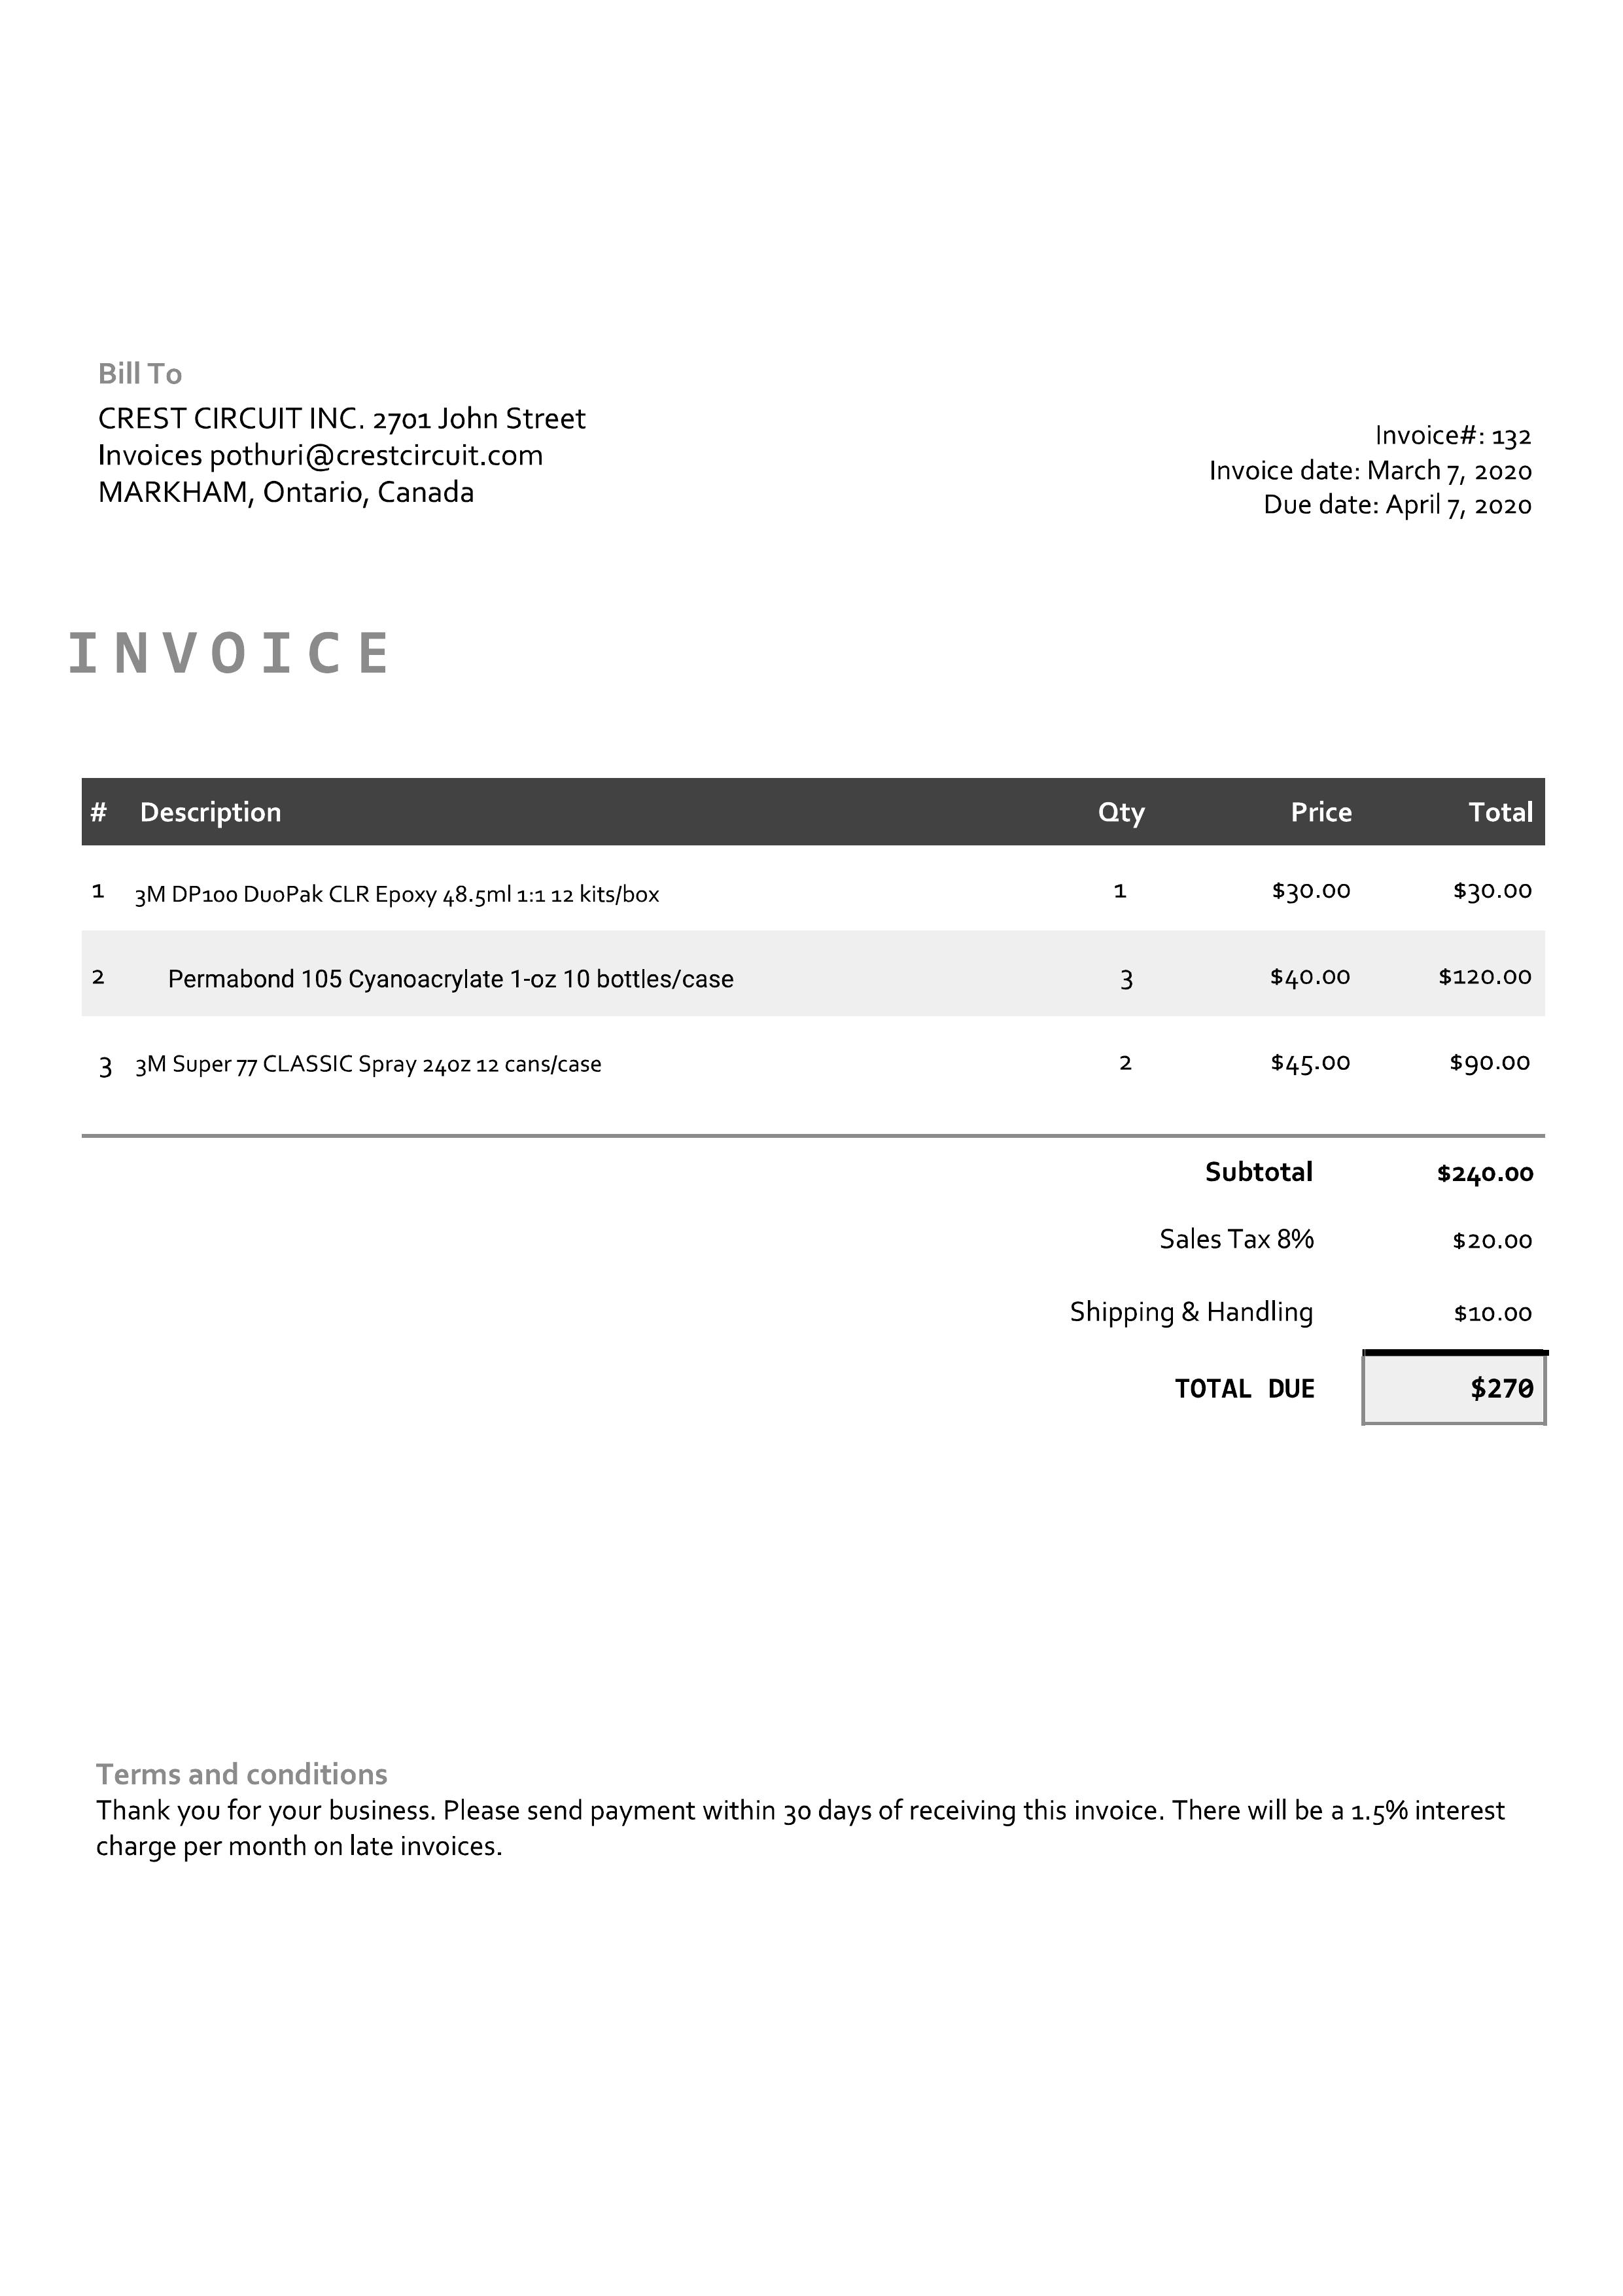 Bill To
CREST CIRCUIT INC. 2701 John Street
Invoices pothuri@crestcircuit.com
MARKHAM, Ontario, Canada
Invoice#: 132
Invoice date: March 7, 2020
Due date: April 7, 2020
INVOICE
# Description Qty Price Total
1 3M DP100 DuoPak CLR Epoxy 48.5ml 1:1 12 kits/box 1 $30.00 $30.00
2 Permabond 105 Cyanoacrylate 1-oz 10 bottles/case 3 $40.00 $120.00
3 3M Super 77 CLASSIC Spray 24oz 12 cans/case 2 $45.00 $90.00
Subtotal $240.00
Sales Tax 8% $20.00
Shipping & Handling $10.00
TOTAL DUE $270
Terms and conditions
Thank you for your business. Please send payment within 30 days of receiving this invoice. There will be a 1.5% interest
charge per month on late invoices.